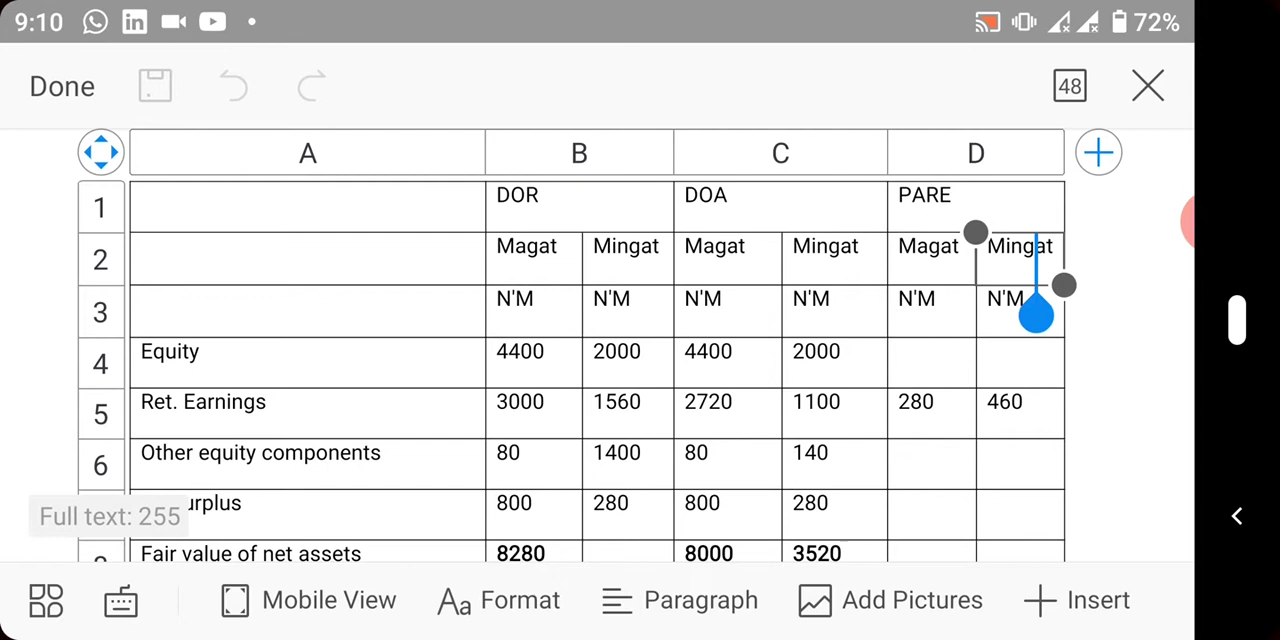 9:10 72%
Done 48
A B C D
1 DOR DOA PARE
2 Magat Mingat Magat Mingat Magat Mingat
3 N'M N'M N'M N'M N'M N'M
4 Equity 4400 2000 4400 2000
5 Ret. Earnings 3000 1560 2720 1100 280 460
6 Other equity components 80 1400 80 140
800 280 800 280
Full text: 255
Fair value of net assets 8280 8000 3520
Mobile View Aa Format Paragraph Add Pictures Insert